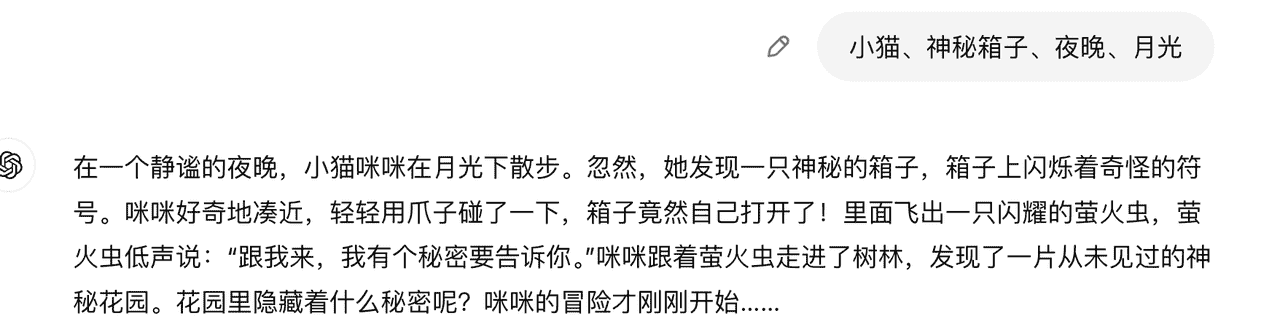 小猫、神秘箱子、夜晚、月光
在一个静谧的夜晚，小猫咪咪在月光下散步。忽然，她发现一只神秘的箱子，箱子上闪烁着奇怪的符
号。咪咪好奇地凑近，轻轻用爪子碰了一下，箱子竟然自己打开了！里面飞出一只闪耀的萤火虫，萤
火虫低声说：“跟我来，我有个秘密要告诉你。”咪咪跟着萤火虫走进了树林，发现了一片从未见过的神
秘花园。花园里隐藏着什么秘密呢？咪咪的冒险才刚刚开始......